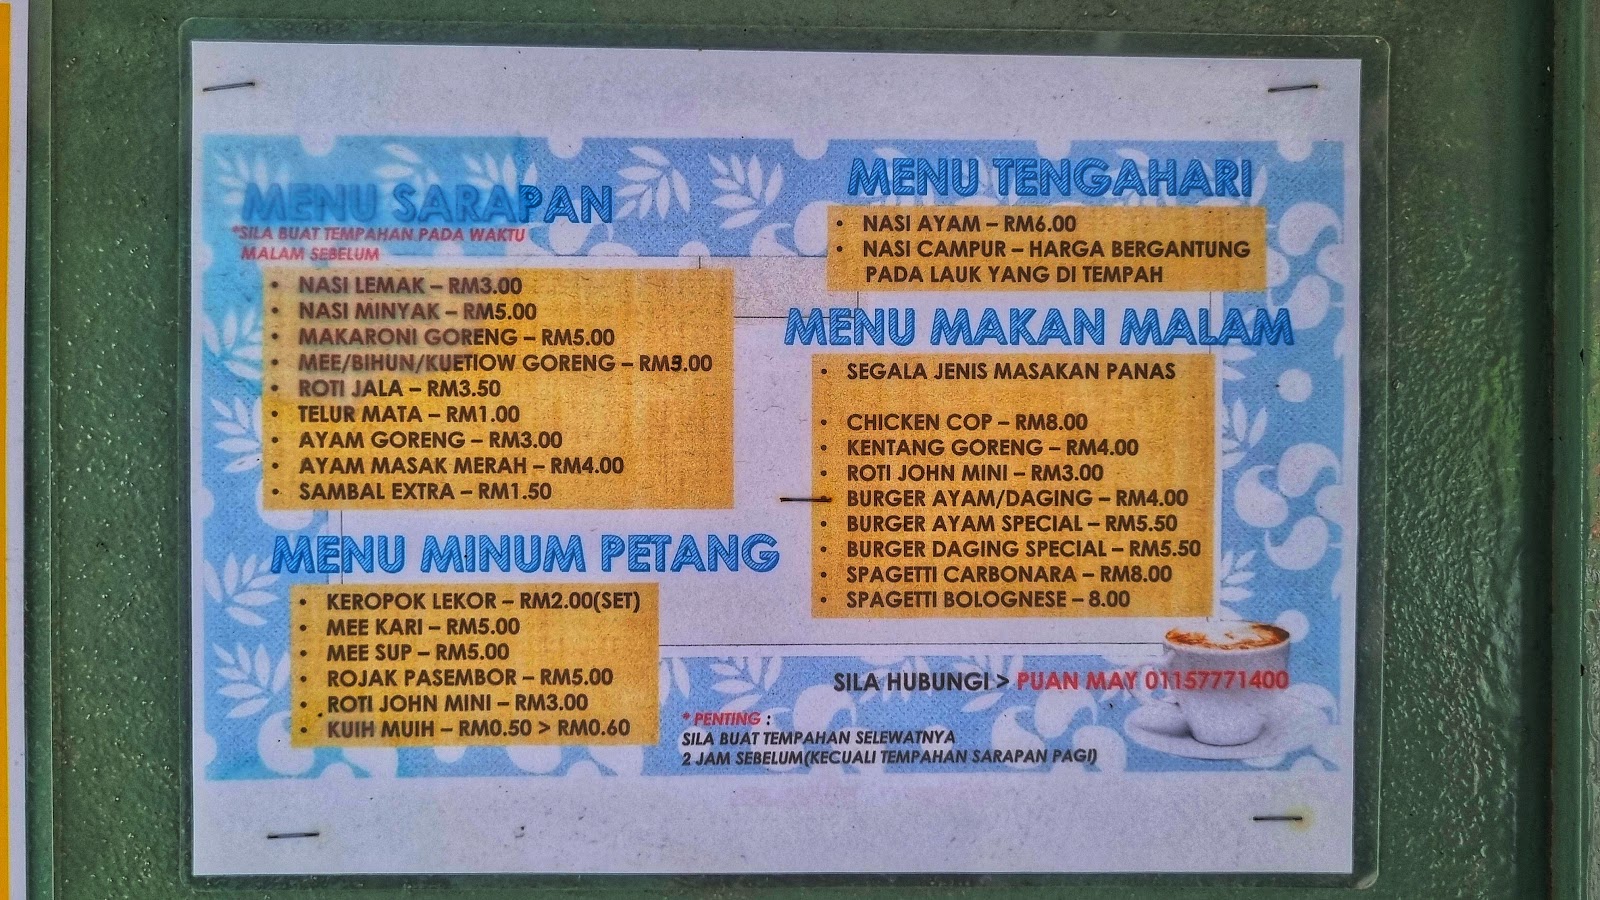 MENU SARAPAN
*SILA BUAT TEMPAHAN PADA WAKTU
MALAM SEBELUM
• NASI LEMAK – RM3.00
• NASI MINYAK – RM5.00
• MAKARONI GORENG – RM5.00
• MEE/BIHUN/KUETIOW GORENG –
• ROTI JALA – RM3.50
• TELUR MATA – RM1.00
• AYAM GORENG – RM3.00
• AYAM MASAK MERAH – RM4.00
• SAMBAL EXTRA – RM1.50
MENU MINUM PETANG
• KEROPOK LEKOR – RM2.00(SET)
• MEE KARI – RM5.00
• MEE SUP – RM5.00
• ROJAK PASEMBOR – RM5.00
• ROTI JOHN MINI – RM3.00
• KUIH MUIH – RM0.50 > RM0.60
MENU TENGAHARI
• NASI AYAM – RM6.00
• NASI CAMPUR – HARGA BERGANTUNG
PADA LAUK YANG DI TEMPAH
MENU MAKAN MALAM
• SEGALA JENIS MASAKAN PANAS
• CHICKEN COP – RM8.00
• KENTANG GORENG – RM4.00
• ROTI JOHN MINI – RM3.00
• BURGER AYAM/DAGING – RM4.00
• BURGER AYAM SPECIAL – RM5.50
• BURGER DAGING SPECIAL – RM5.50
• SPAGETTI CARBONARA – RM8.00
• SPAGETTI BOLOGNESE – 8.00
SILA HUBUNGI > PUAN MAY 01157771400
* PENTING :
SILA BUAT TEMPAHAN SELEWATNYA
2 JAM SEBELUM(KECUALI TEMPAHAN SARAPAN PAGI)